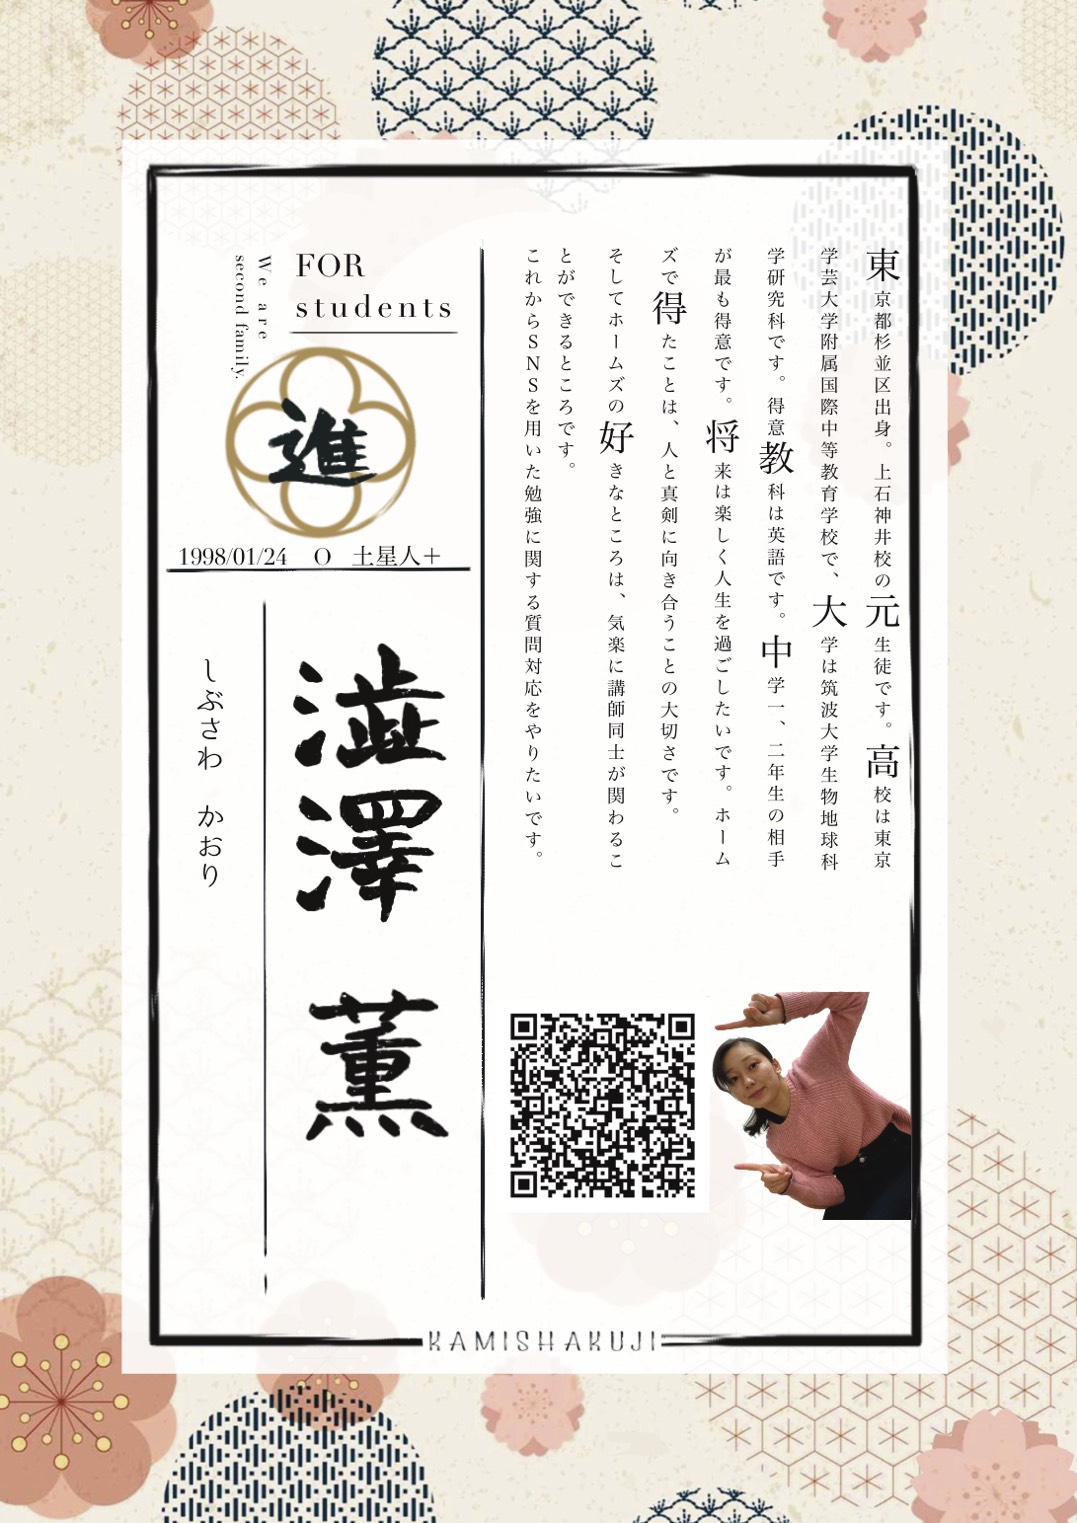 東京都杉並区出身。上石神井校の元生徒です。高校は東京
学芸大学附属国際中等教育学校で、大学は筑波大学生物地球科
学研究科です。得意教科は英語です。中学一、二年生の相手
が最も得意です。将来は楽しく人生を過ごしたいです。ホーム
ズで得たことは、人と真剣に向き合うことの大切さです。
そしてホームズの好きなところは、気楽に講師同士が関わるこ
とができるところです。
これからSNSを用いた勉強に関する質問対応をやりたいです。
FOR
students
We are
second family.
進
1998/01/24 O 土星人＋
澁澤 薫
しぶさわ かおり
KAMISHAKUJI